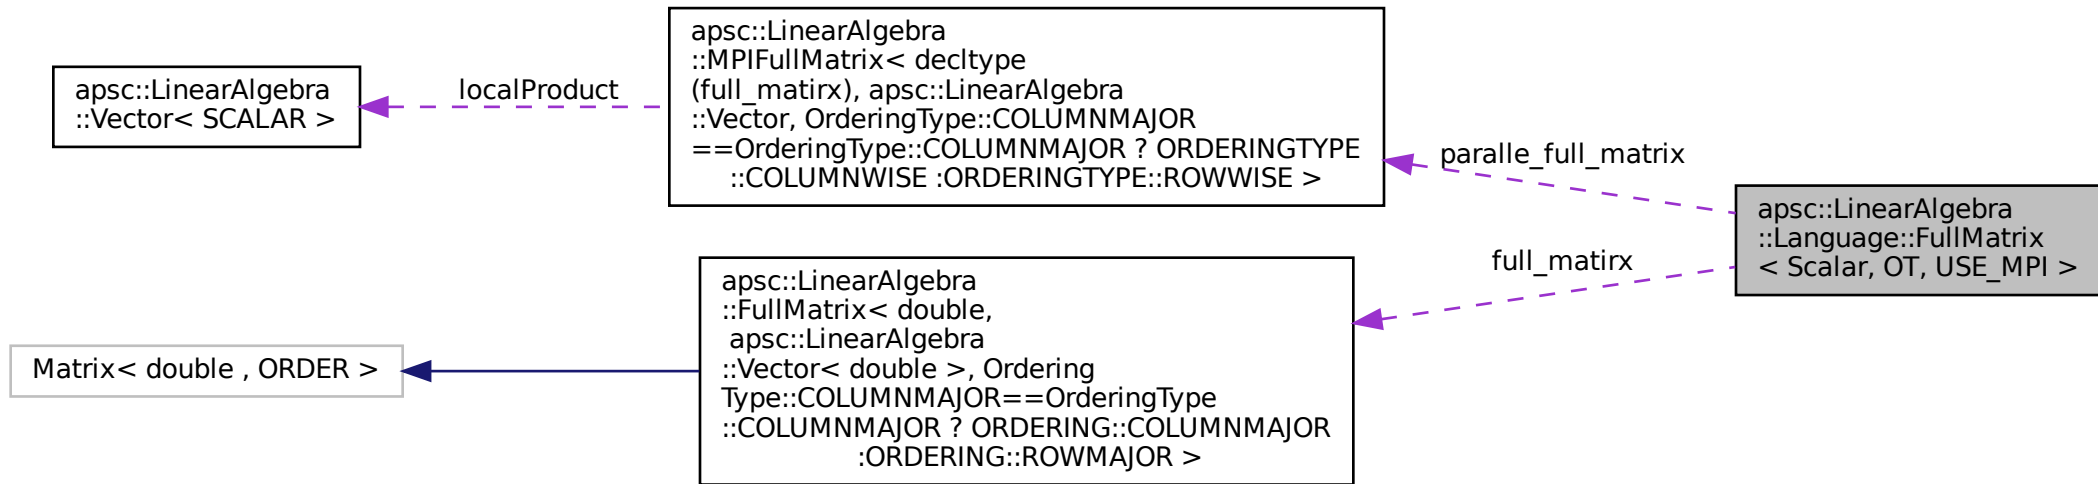 apsc::LinearAlgebra
::Vector< SCALAR >
localProduct
apsc::LinearAlgebra
::MPIFullMatrix< decltype
(full_matirx), apsc::LinearAlgebra
::Vector, OrderingType::COLUMNMAJOR
==OrderingType::COLUMNMAJOR ? ORDERINGTYPE
::COLUMNWISE :ORDERINGTYPE::ROWWISE >
paralle_full_matrix
apsc::LinearAlgebra
::Language::FullMatrix
< Scalar, OT, USE_MPI >
full_matirx
apsc::LinearAlgebra
::FullMatrix< double,
apsc::LinearAlgebra
::Vector< double >, Ordering
Type::COLUMNMAJOR==OrderingType
::COLUMNMAJOR ? ORDERING::COLUMNMAJOR
:ORDERING::ROWMAJOR >
Matrix< double , ORDER >